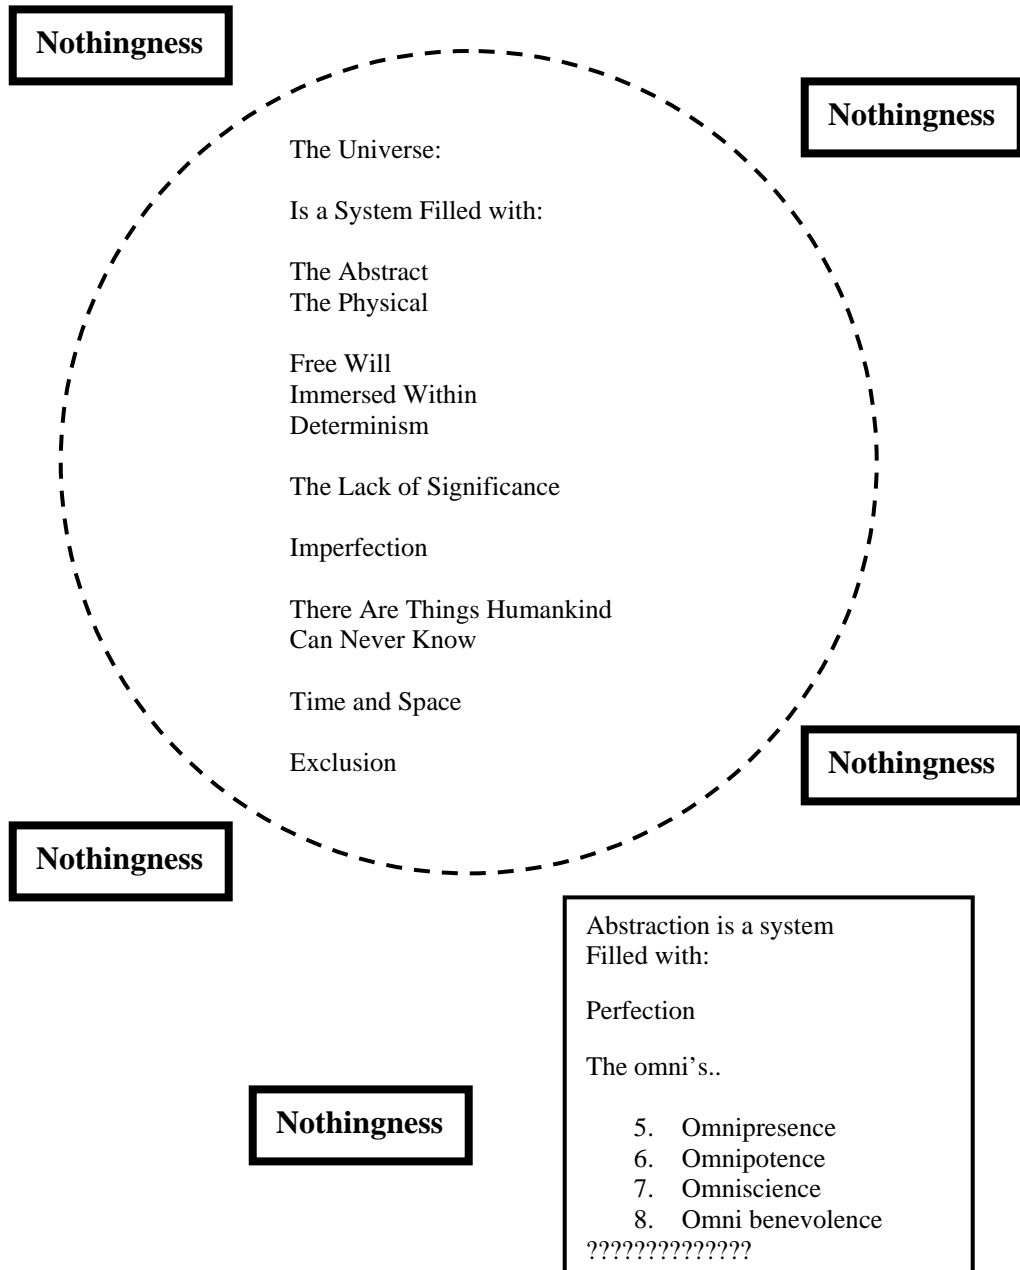 Nothingness
Nothingness
The Universe:
Is a System Filled with:
The Abstract
The Physical
Free Will
Immersed Within
Determinism
The Lack of Significance
Imperfection
There Are Things Humankind
Can Never Know
Time and Space
Exclusion
Nothingness
Nothingness
Abstraction is a system
Filled with:
Perfection
The omni’s..
5. Omnipresence
6. Omnipotence
7. Omniscience
8. Omni benevolence
??????????????
Nothingness